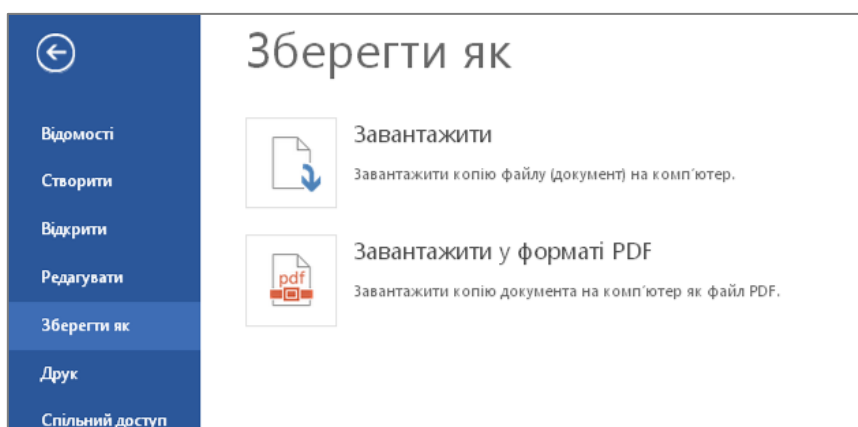 Зберегти як
Відомості
Створити
Відкрити
Редагувати
Зберегти як
Друк
Спільний доступ
Завантажити
Завантажити копію файлу (документ) на комп’ютер.
pdf
Завантажити у форматі PDF
Завантажити копію документа на комп’ютер як файл PDF.